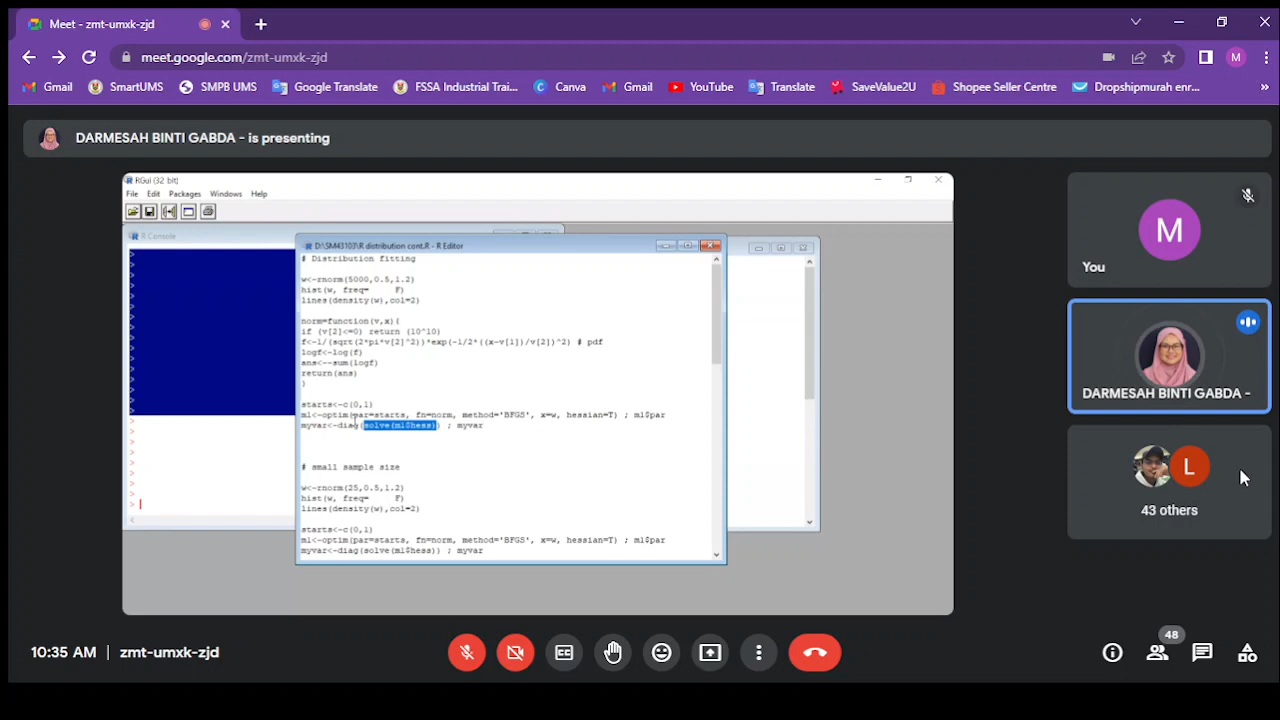 Meet - zmt-umxk-zjd
meet.google.com/zmt-umxk-zjd
M
Gmail
SmartUMS
SMPB UMS
Google Translate
FSSA Industrial Trai...
Canva
Gmail
YouTube
Translate
SaveValue2U
Shopee Seller Centre
Dropshipmurah enr...
»
DARMESAH BINTI GABDA - is presenting
RGui (32 bit)
File Edit Packages Windows Help
R Console
D:\SM43103\R distribution cont.R - R Editor
# Distribution fitting
w<-rnorm(5000,0.5,1.2)
hist(w, freq= F)
lines(density(w),col=2)
norm=function(v,x){
if (v[2]<=0) return (10^10)
f<-1/(sqrt(2*pi*v[2]^2))*exp(-1/2*((x-v[1])/v[2])^2) # pdf
logf<-log(f)
ans<--sum(logf)
return(ans)
}
starts<-c(0,1)
ml<-optim(par=starts, fn=norm, method='BFGS', x=w, hessian=T) ; ml$par
myvar<-diag(solve(ml$hess)) ; myvar
# small sample size
w<-rnorm(25,0.5,1.2)
hist(w, freq= F)
lines(density(w),col=2)
starts<-c(0,1)
ml<-optim(par=starts, fn=norm, method='BFGS', x=w, hessian=T) ; ml$par
myvar<-diag(solve(ml$hess)) ; myvar
M
You
DARMESAH BINTI GABDA -
L
43 others
10:35 AM | zmt-umxk-zjd
48